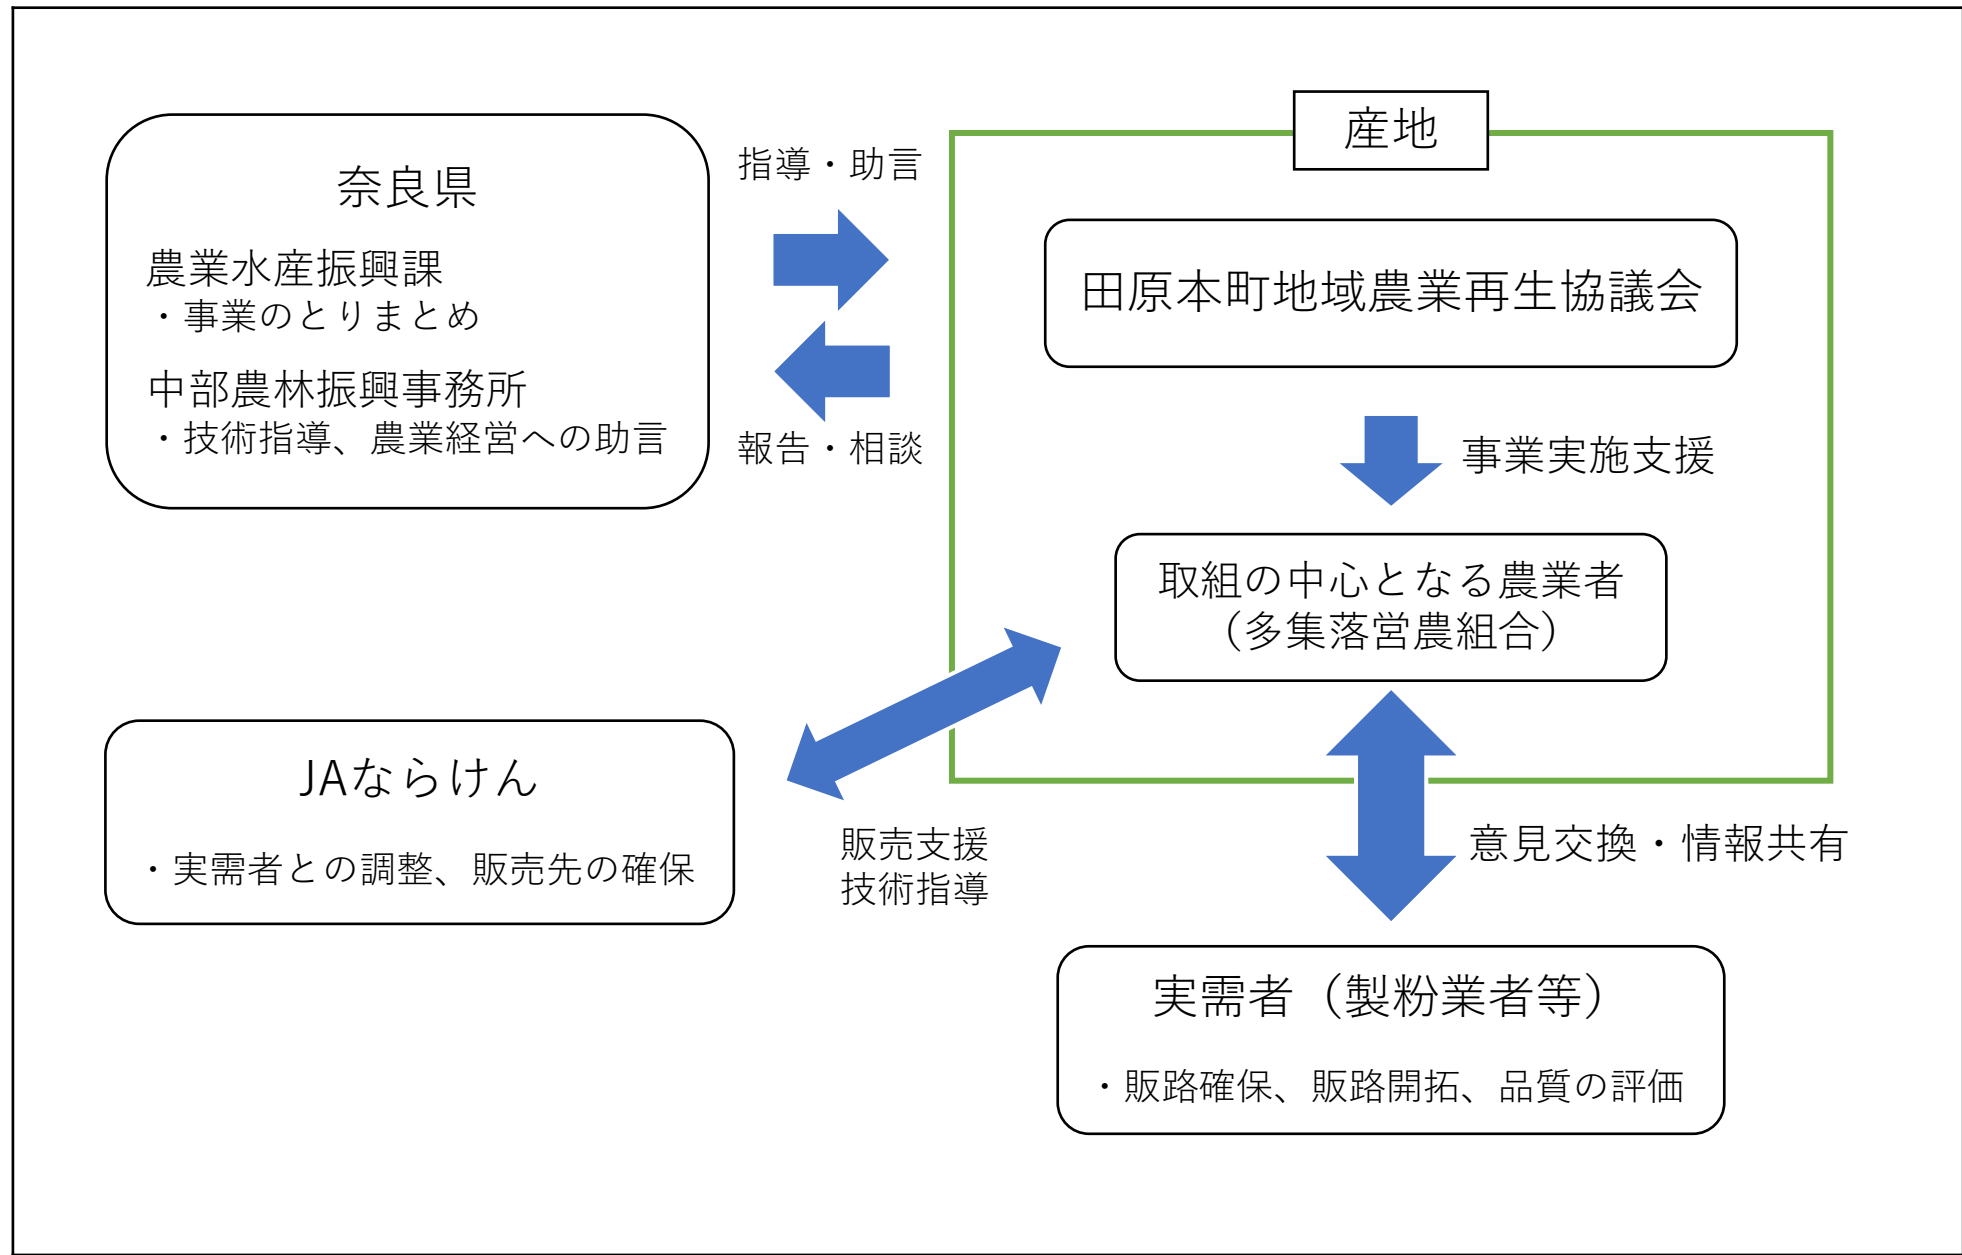 奈良県
農業水産振興課
・事業のとりまとめ
中部農林振興事務所
・技術指導、農業経営への助言
指導・助言
報告・相談
産地
田原本町地域農業再生協議会
事業実施支援
取組の中心となる農業者
（多集落営農組合）
JAならけん
・実需者との調整、販売先の確保
販売支援
技術指導
意見交換・情報共有
実需者（製粉業者等）
・販路確保、販路開拓、品質の評価